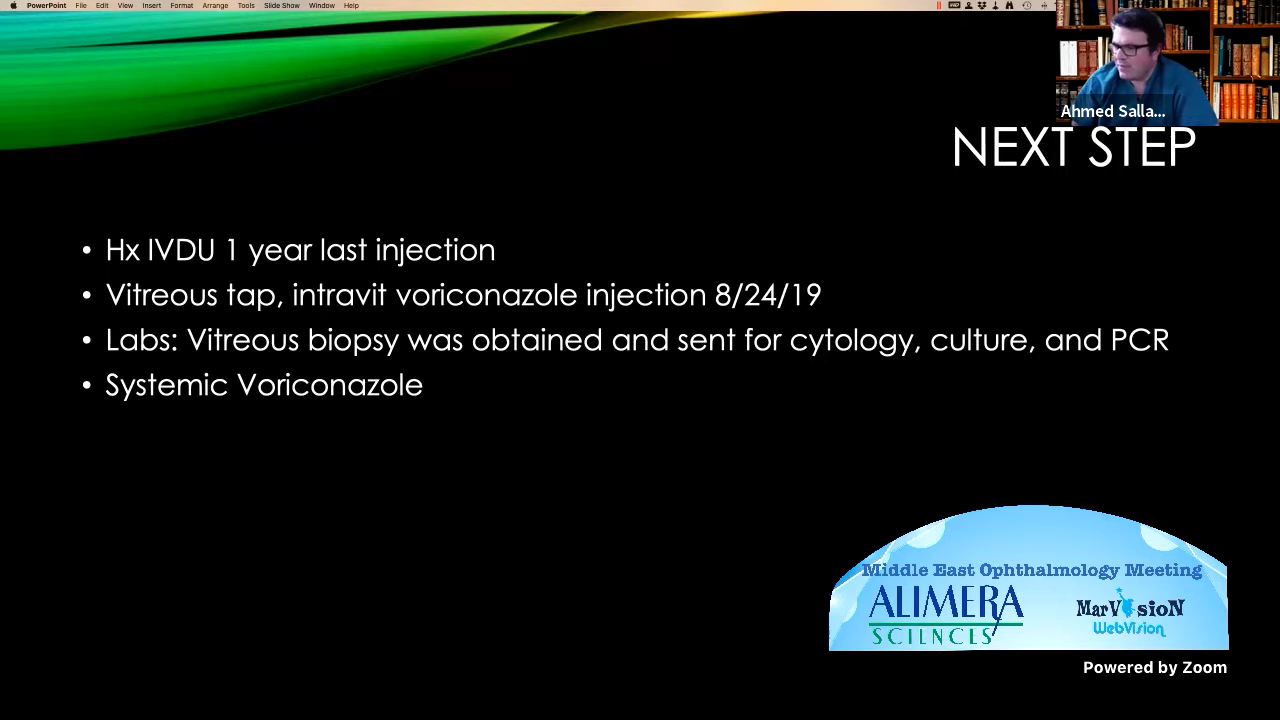 PowerPoint File Edit View Insert Format Arrange Tools Slide Show Window Help
Ahmed Salla...
NEXT STEP
• Hx IVDU 1 year last injection
• Vitreous tap, intravit voriconazole injection 8/24/19
• Labs: Vitreous biopsy was obtained and sent for cytology, culture, and PCR
• Systemic Voriconazole
Middle East Ophthalmology Meeting
ALIMERA
SCIENCES
MarVisioN
WebVision
Powered by Zoom